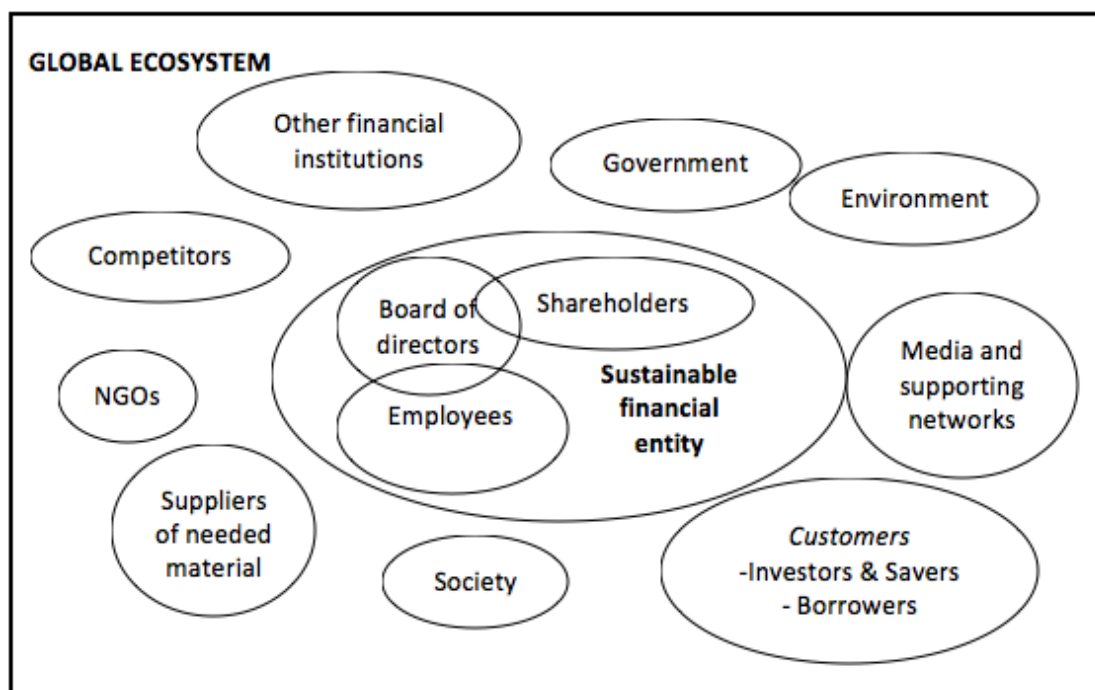 GLOBAL ECOSYSTEM
Other financial
institutions
Government
Environment
Competitors
Board of
directors
Shareholders
Media and
supporting
networks
NGOs
Employees
Sustainable
financial
entity
Suppliers
of needed
material
Society
Customers
-Investors & Savers
- Borrowers